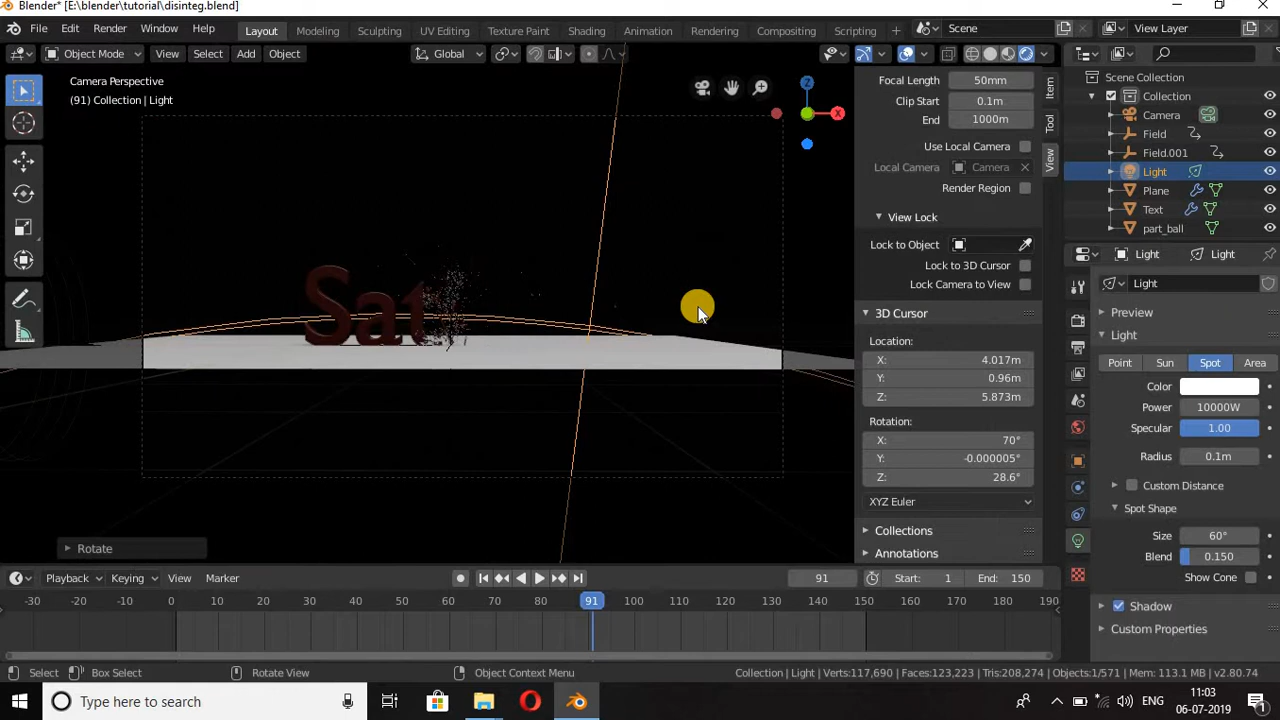 Blender* [E:\blender\tutorial\disinteg.blend]
File Edit Render Window Help Layout Modeling Sculpting UV Editing Texture Paint Shading Animation Rendering Compositing Scripting + Scene View Layer
Object Mode View Select Add Object Global
Camera Perspective
(91) Collection | Light
Z
X
Sat
Rotate
Focal Length 50mm
Clip Start 0.1m
End 1000m
Use Local Camera
Local Camera Camera
Render Region
View Lock
Lock to Object
Lock to 3D Cursor
Lock Camera to View
3D Cursor
Location:
X: 4.017m
Y: 0.96m
Z: 5.873m
Rotation:
X: 70°
Y: -0.000005°
Z: 28.6°
XYZ Euler
Collections
Annotations
Item
Tool
View
Scene Collection
Collection
Camera
Field
Field.001
Light
Plane
Text
part_ball
Light Light
Light
Preview
Light
Point Sun Spot Area
Color
Power 10000W
Specular 1.00
Radius 0.1m
Custom Distance
Spot Shape
Size 60°
Blend 0.150
Show Cone
Shadow
Custom Properties
Playback Keying View Marker 91 Start: 1 End: 150
-30 -20 -10 0 10 20 30 40 50 60 70 80 91 100 110 120 130 140 150 160 170 180 190
Select Box Select Rotate View Object Context Menu Collection | Light | Verts:117,690 | Faces:123,223 | Tris:208,274 | Objects:1/571 | Mem: 113.1 MB | v2.80.74
Type here to search ENG 11:03
06-07-2019 1